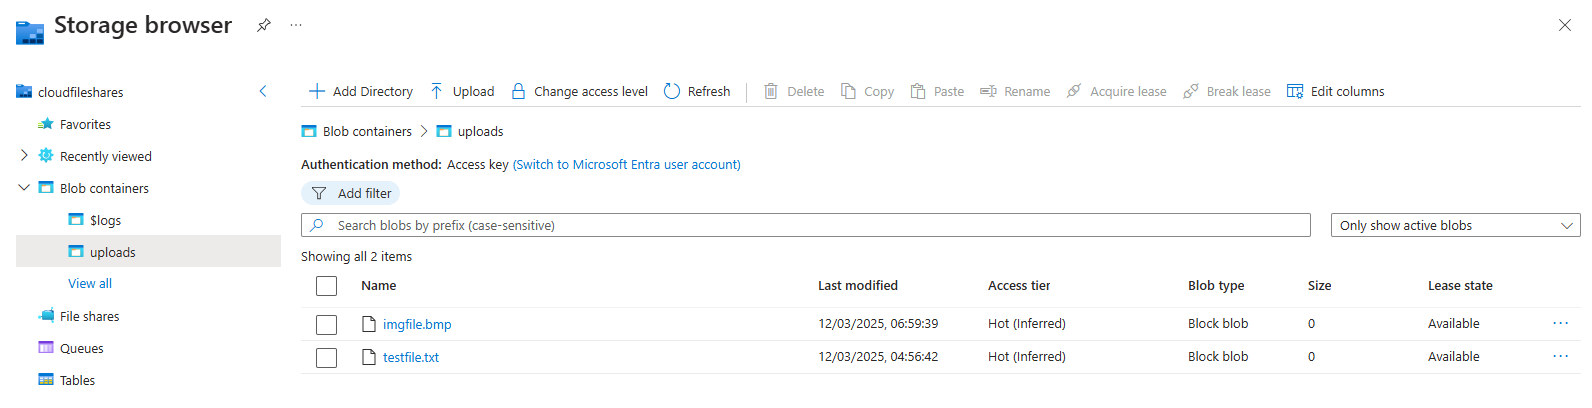 Storage browser
cloudfileshares
Favorites
Recently viewed
Blob containers
$logs
uploads
View all
File shares
Queues
Tables
Add Directory Upload Change access level Refresh Delete Copy Paste Rename Acquire lease Break lease Edit columns
Blob containers > uploads
Authentication method: Access key (Switch to Microsoft Entra user account)
Add filter
Search blobs by prefix (case-sensitive) Only show active blobs
Showing all 2 items
Name Last modified Access tier Blob type Size Lease state
imgfile.bmp 12/03/2025, 06:59:39 Hot (Inferred) Block blob 0 Available ...
testfile.txt 12/03/2025, 04:56:42 Hot (Inferred) Block blob 0 Available ...